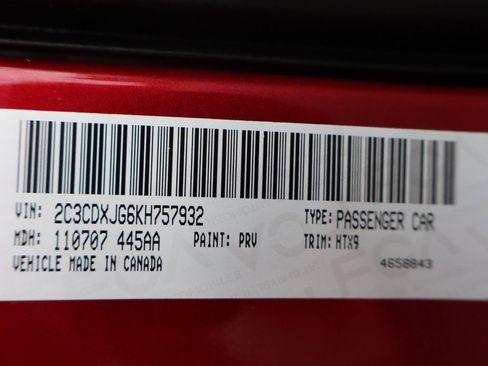 VIN: 2C3CDXJG6KH757932 TYPE: PASSENGER CAR
MDH: 110707 445AA PAINT: PRV TRIM: HTX9
VEHICLE MADE IN CANADA 4658843